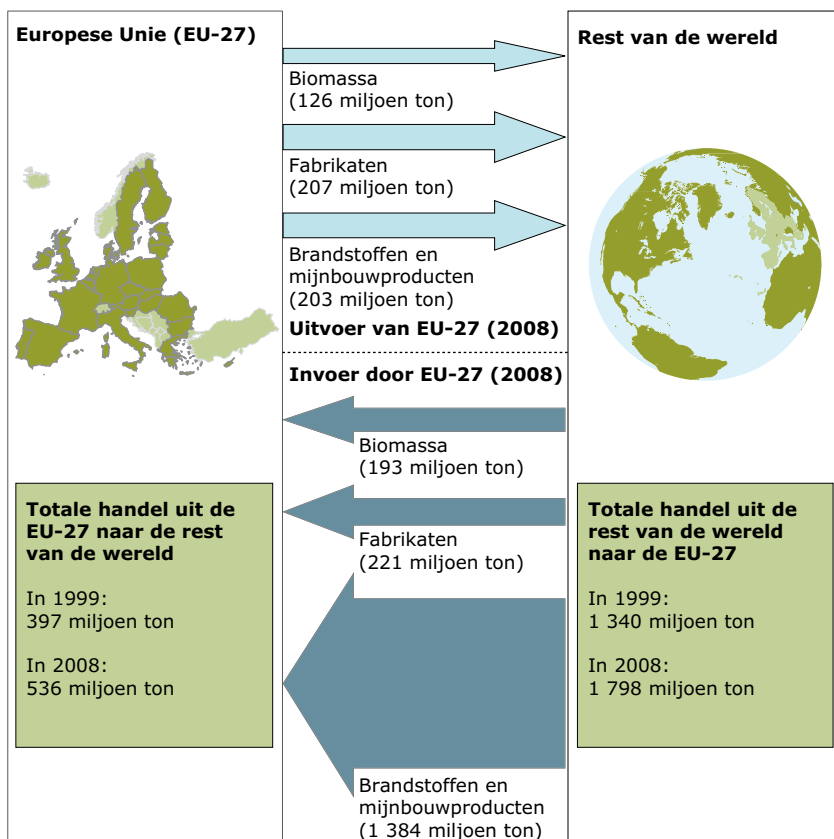 Europese Unie (EU-27)
Biomassa
(126 miljoen ton)
Fabrikaten
(207 miljoen ton)
Brandstoffen en
mijnbouwproducten
(203 miljoen ton)
Uitvoer van EU-27 (2008)
Rest van de wereld
Invoer door EU-27 (2008)
Biomassa
(193 miljoen ton)
Fabrikaten
(221 miljoen ton)
Brandstoffen en
mijnbouwproducten
(1 384 miljoen ton)
Totale handel uit de
EU-27 naar de rest
van de wereld
In 1999:
397 miljoen ton
In 2008:
536 miljoen ton
Totale handel uit de
rest van de wereld
naar de EU-27
In 1999:
1 340 miljoen ton
In 2008:
1 798 miljoen ton